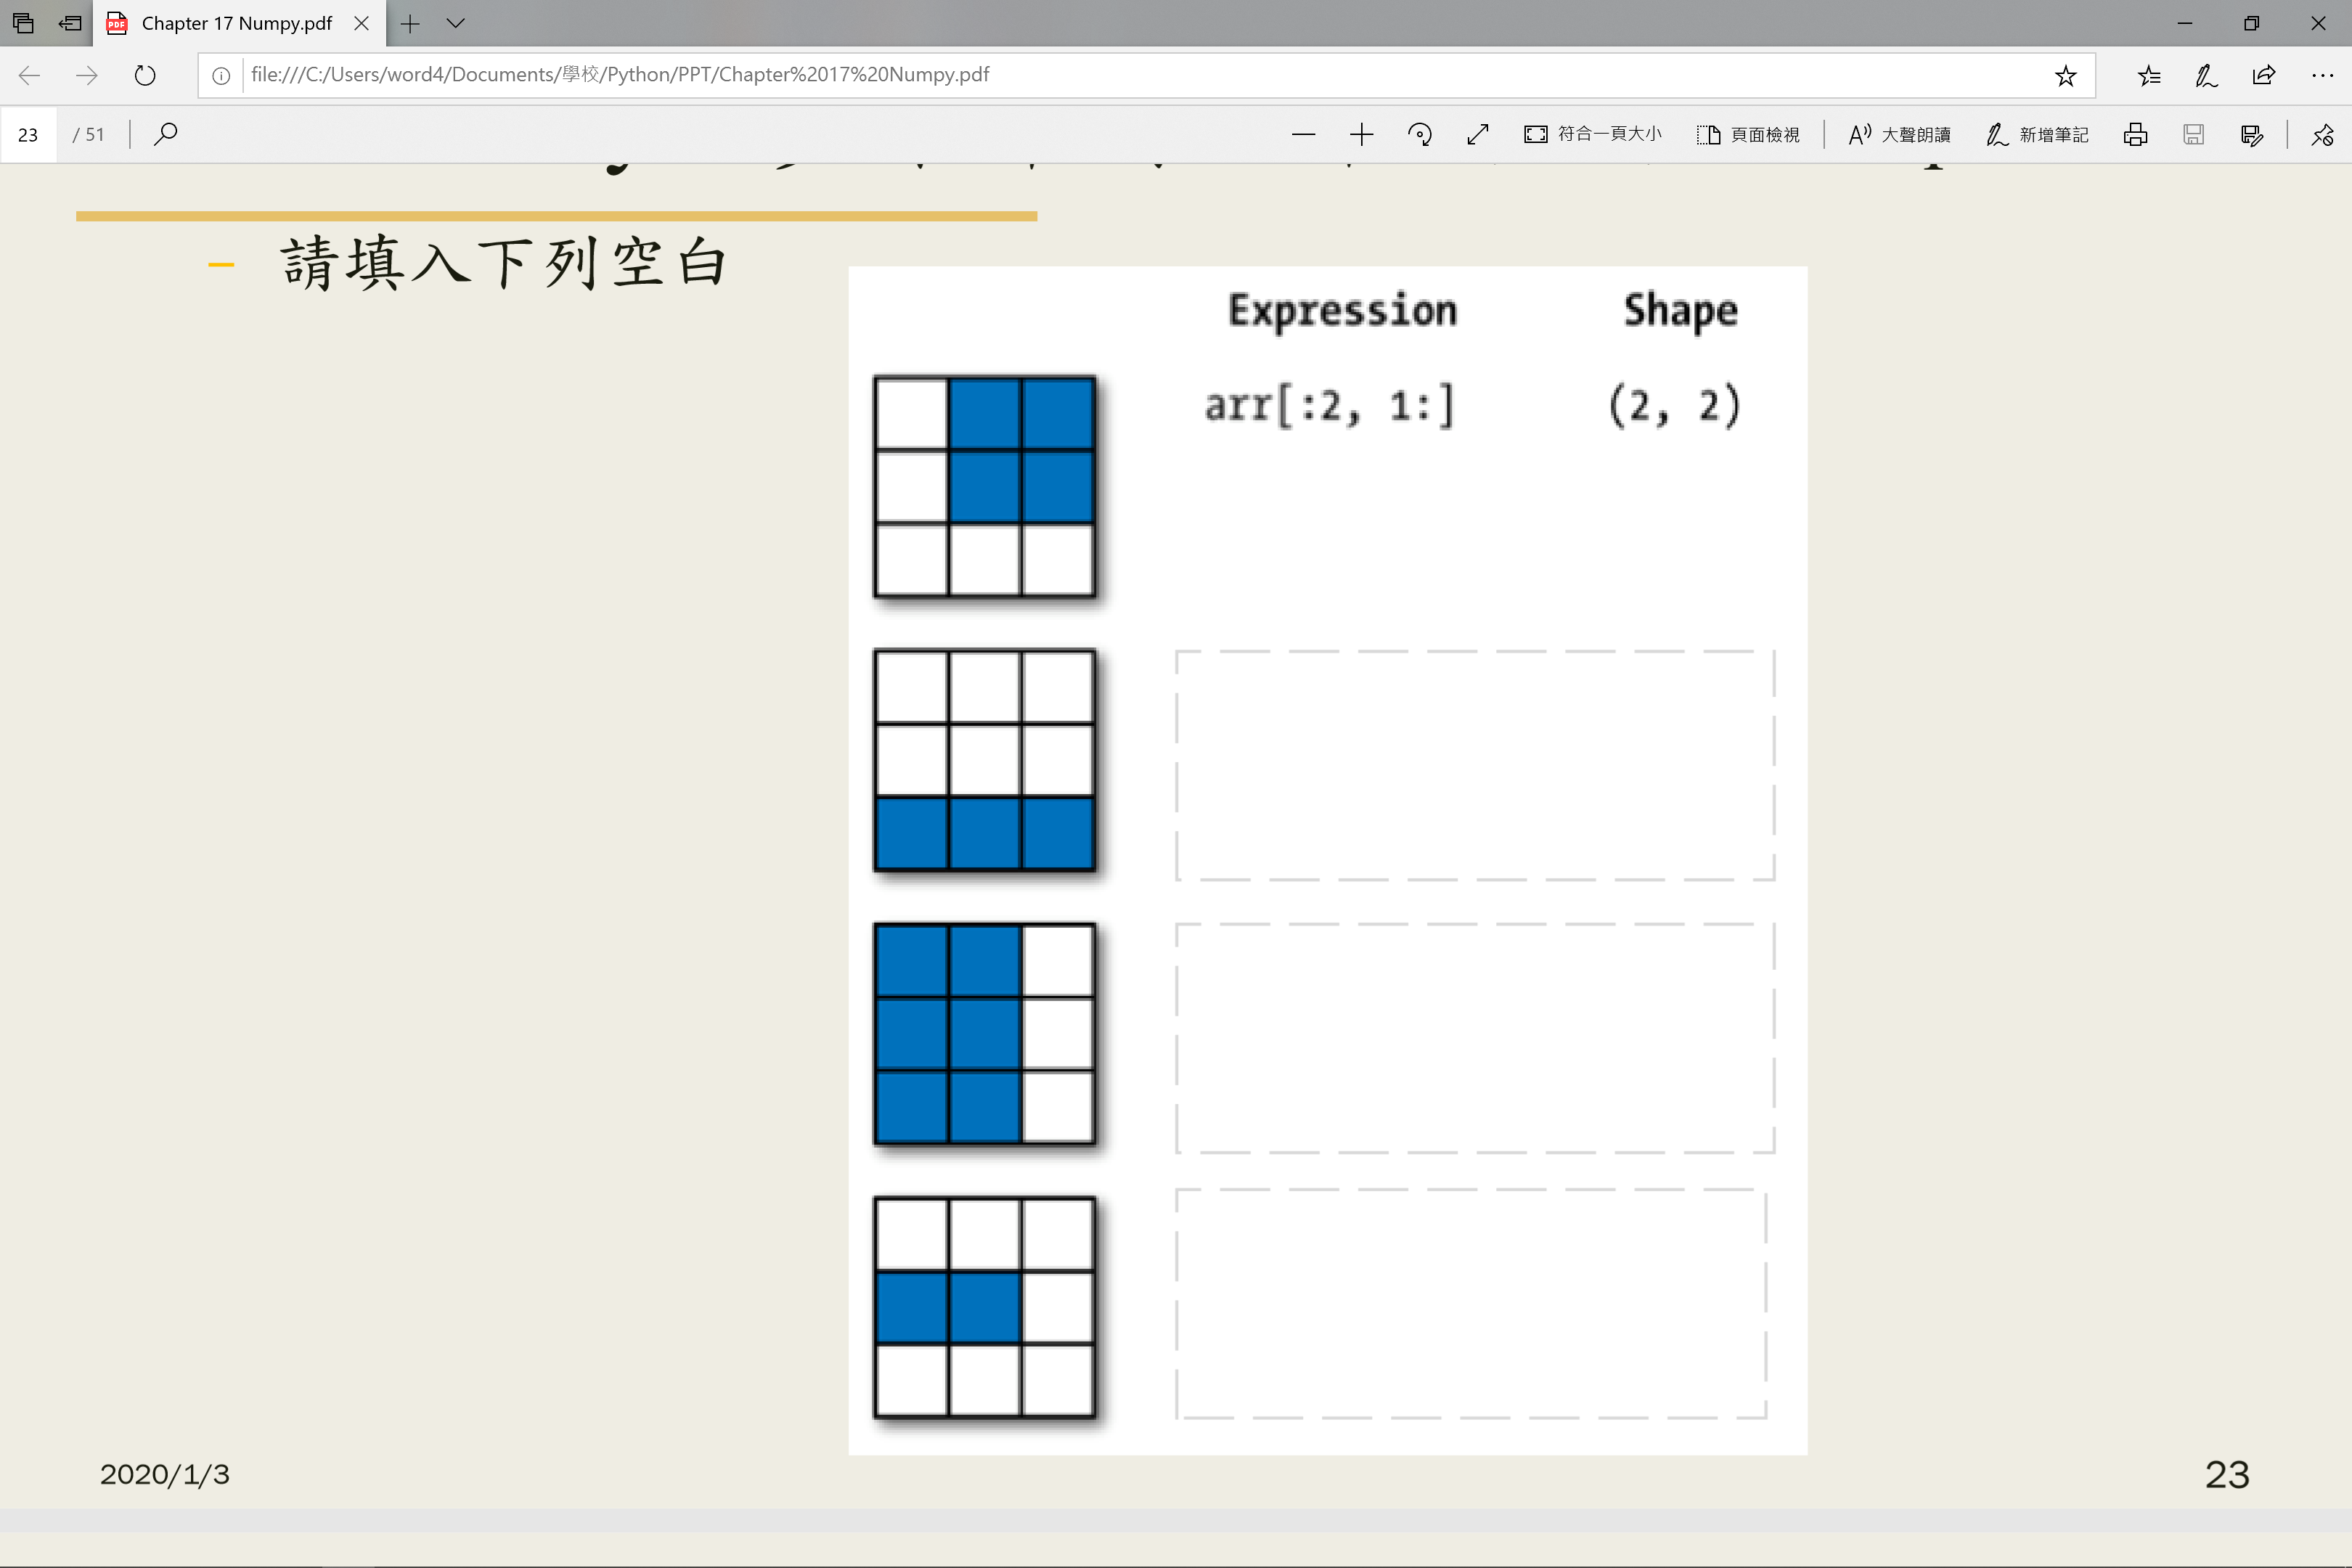 Chapter 17 Numpy.pdf
file:///C:/Users/word4/Documents/學校/Python/PPT/Chapter%2017%20Numpy.pdf
23 / 51 符合一頁大小 頁面檢視 大聲朗讀 新增筆記
– 請填入下列空白
Expression Shape
arr[:2, 1:] (2, 2)
2020/1/3 23